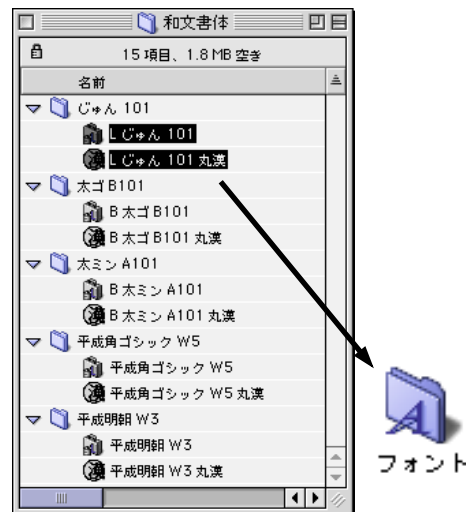 和文書体
15 項目、1.8 MB 空き
名前
じゅん 101
L じゅん 101
L じゅん 101 丸漢
太ゴ B101
B 太ゴ B101
B 太ゴ B101 丸漢
太ミン A101
B 太ミン A101
B 太ミン A101 丸漢
平成角ゴシック W5
平成角ゴシック W5
平成角ゴシック W5 丸漢
平成明朝 W3
平成明朝 W3
平成明朝 W3 丸漢
フォント